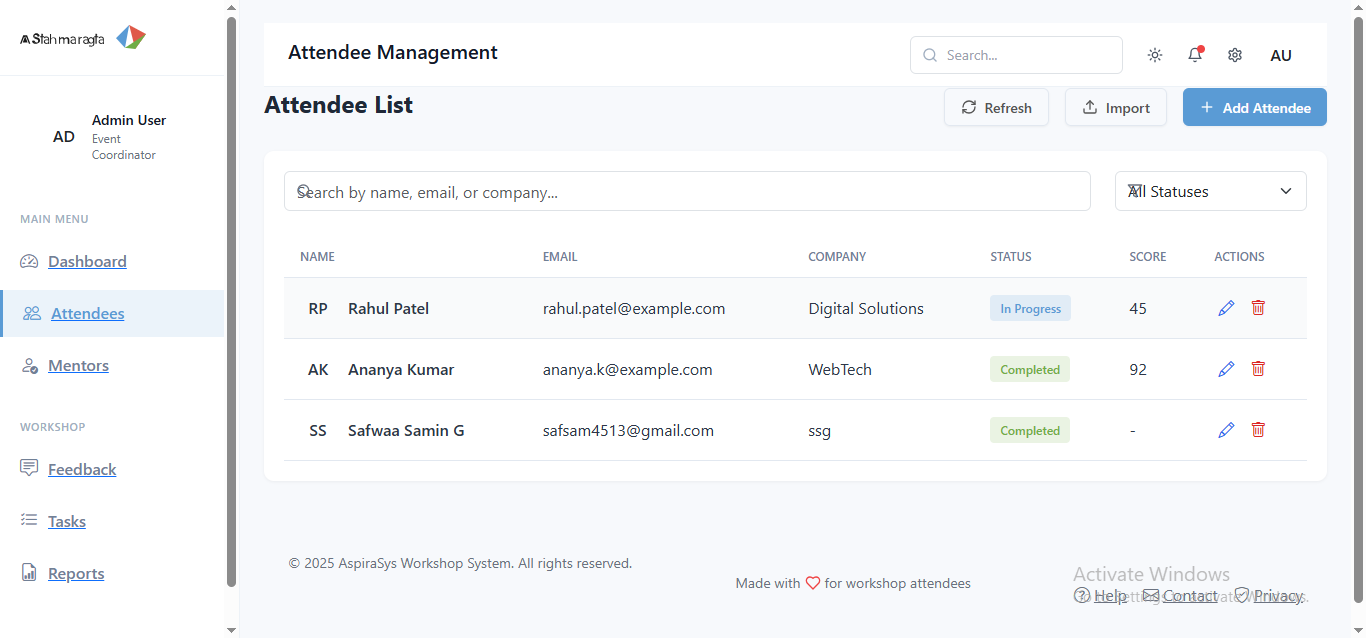 Attendee Management
Search...
AU
Admin User
Event
Coordinator
AD
MAIN MENU
Dashboard
Attendees
Mentors
WORKSHOP
Feedback
Tasks
Reports
Attendee List
Refresh
Import
Add Attendee
Search by name, email, or company...
All Statuses
NAME EMAIL COMPANY STATUS SCORE ACTIONS
RP Rahul Patel rahul.patel@example.com Digital Solutions In Progress 45
AK Ananya Kumar ananya.k@example.com WebTech Completed 92
SS Safwaa Samin G safsam4513@gmail.com ssg Completed -
© 2025 AspiraSys Workshop System. All rights reserved.
Made with ❤ for workshop attendees
Activate Windows
Go to Settings to activate Windows.
Help Contact Privacy